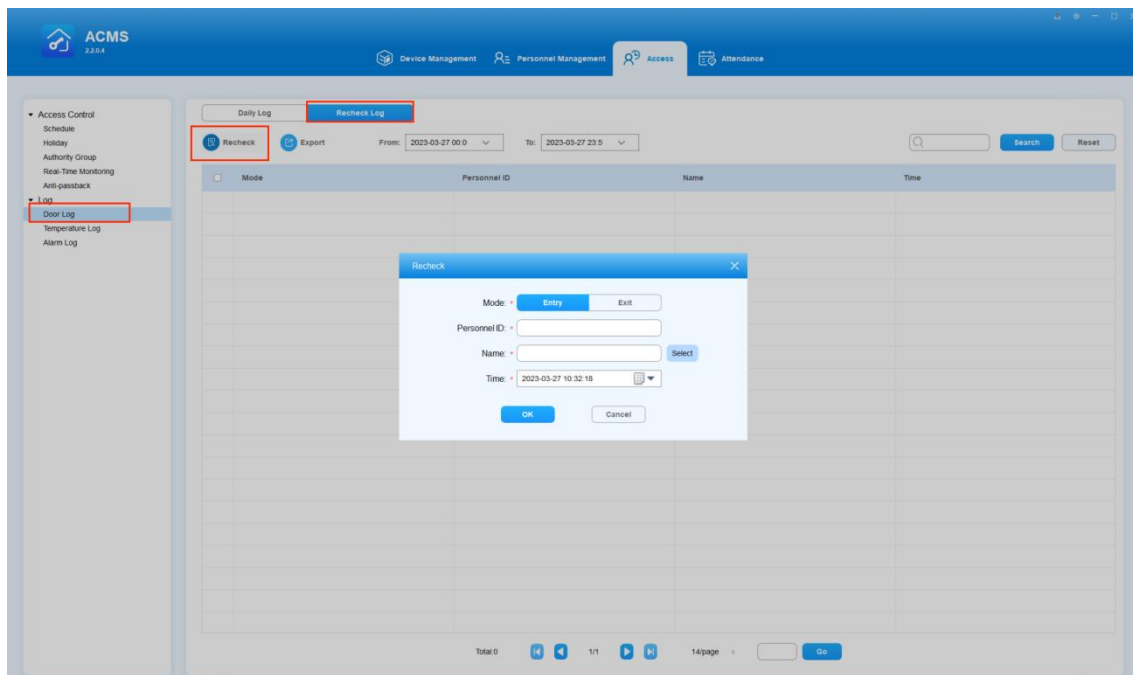 ACMS
2.2.0.4
Device Management
Personnel Management
Access
Attendance
Access Control
Schedule
Holiday
Authority Group
Real-Time Monitoring
Anti-passback
Log
Door Log
Temperature Log
Alarm Log
Daily Log
Recheck Log
Recheck
Export
From: 2023-03-27 00:0
To: 2023-03-27 23:5
Search
Reset
Mode
Personnel ID
Name
Time
Recheck
Mode: * Entry Exit
Personnel ID: *
Name: * Select
Time: * 2023-03-27 10:32:18
OK
Cancel
Total:0
1/1
14/page
Go